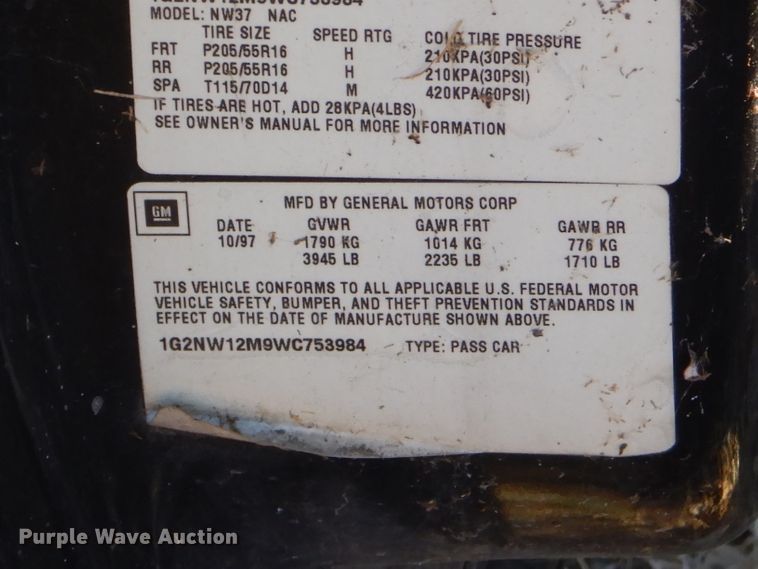 1G2NW12M9WC753984
MODEL: NW37 NAC
TIRE SIZE SPEED RTG COLD TIRE PRESSURE
FRT P205/55R16 H 210KPA(30PSI)
RR P205/55R16 H 210KPA(30PSI)
SPA T115/70D14 M 420KPA(60PSI)
IF TIRES ARE HOT, ADD 28KPA(4LBS)
SEE OWNER'S MANUAL FOR MORE INFORMATION
GM
MFD BY GENERAL MOTORS CORP
DATE GVWR GAWR FRT GAWR RR
10/97 1790 KG 1014 KG 776 KG
3945 LB 2235 LB 1710 LB
THIS VEHICLE CONFORMS TO ALL APPLICABLE U.S. FEDERAL MOTOR
VEHICLE SAFETY, BUMPER, AND THEFT PREVENTION STANDARDS IN
EFFECT ON THE DATE OF MANUFACTURE SHOWN ABOVE.
1G2NW12M9WC753984 TYPE: PASS CAR
Purple Wave Auction